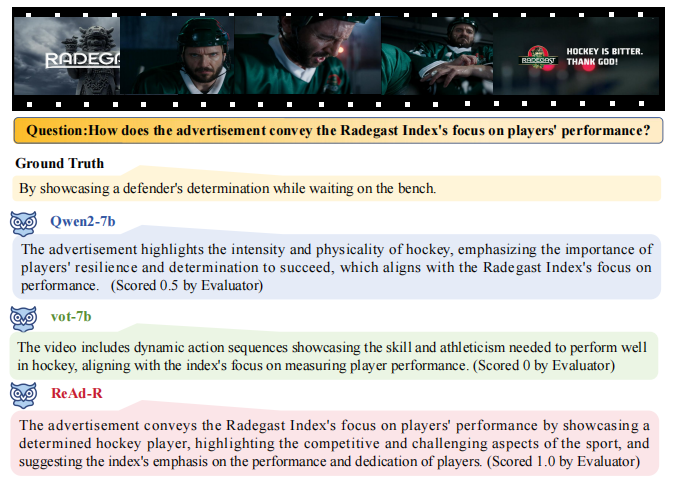 RADEGA
RADEGAST
HOCKEY IS BITTER.
THANK GOD!
Question:How does the advertisement convey the Radegast Index's focus on players' performance?
Ground Truth
By showcasing a defender's determination while waiting on the bench.
Qwen2-7b
The advertisement highlights the intensity and physicality of hockey, emphasizing the importance of
players' resilience and determination to succeed, which aligns with the Radegast Index's focus on
performance. (Scored 0.5 by Evaluator)
vot-7b
The video includes dynamic action sequences showcasing the skill and athleticism needed to perform well
in hockey, aligning with the index's focus on measuring player performance. (Scored 0 by Evaluator)
ReAd-R
The advertisement conveys the Radegast Index's focus on players' performance by showcasing a
determined hockey player, highlighting the competitive and challenging aspects of the sport, and
suggesting the index's emphasis on the performance and dedication of players. (Scored 1.0 by Evaluator)